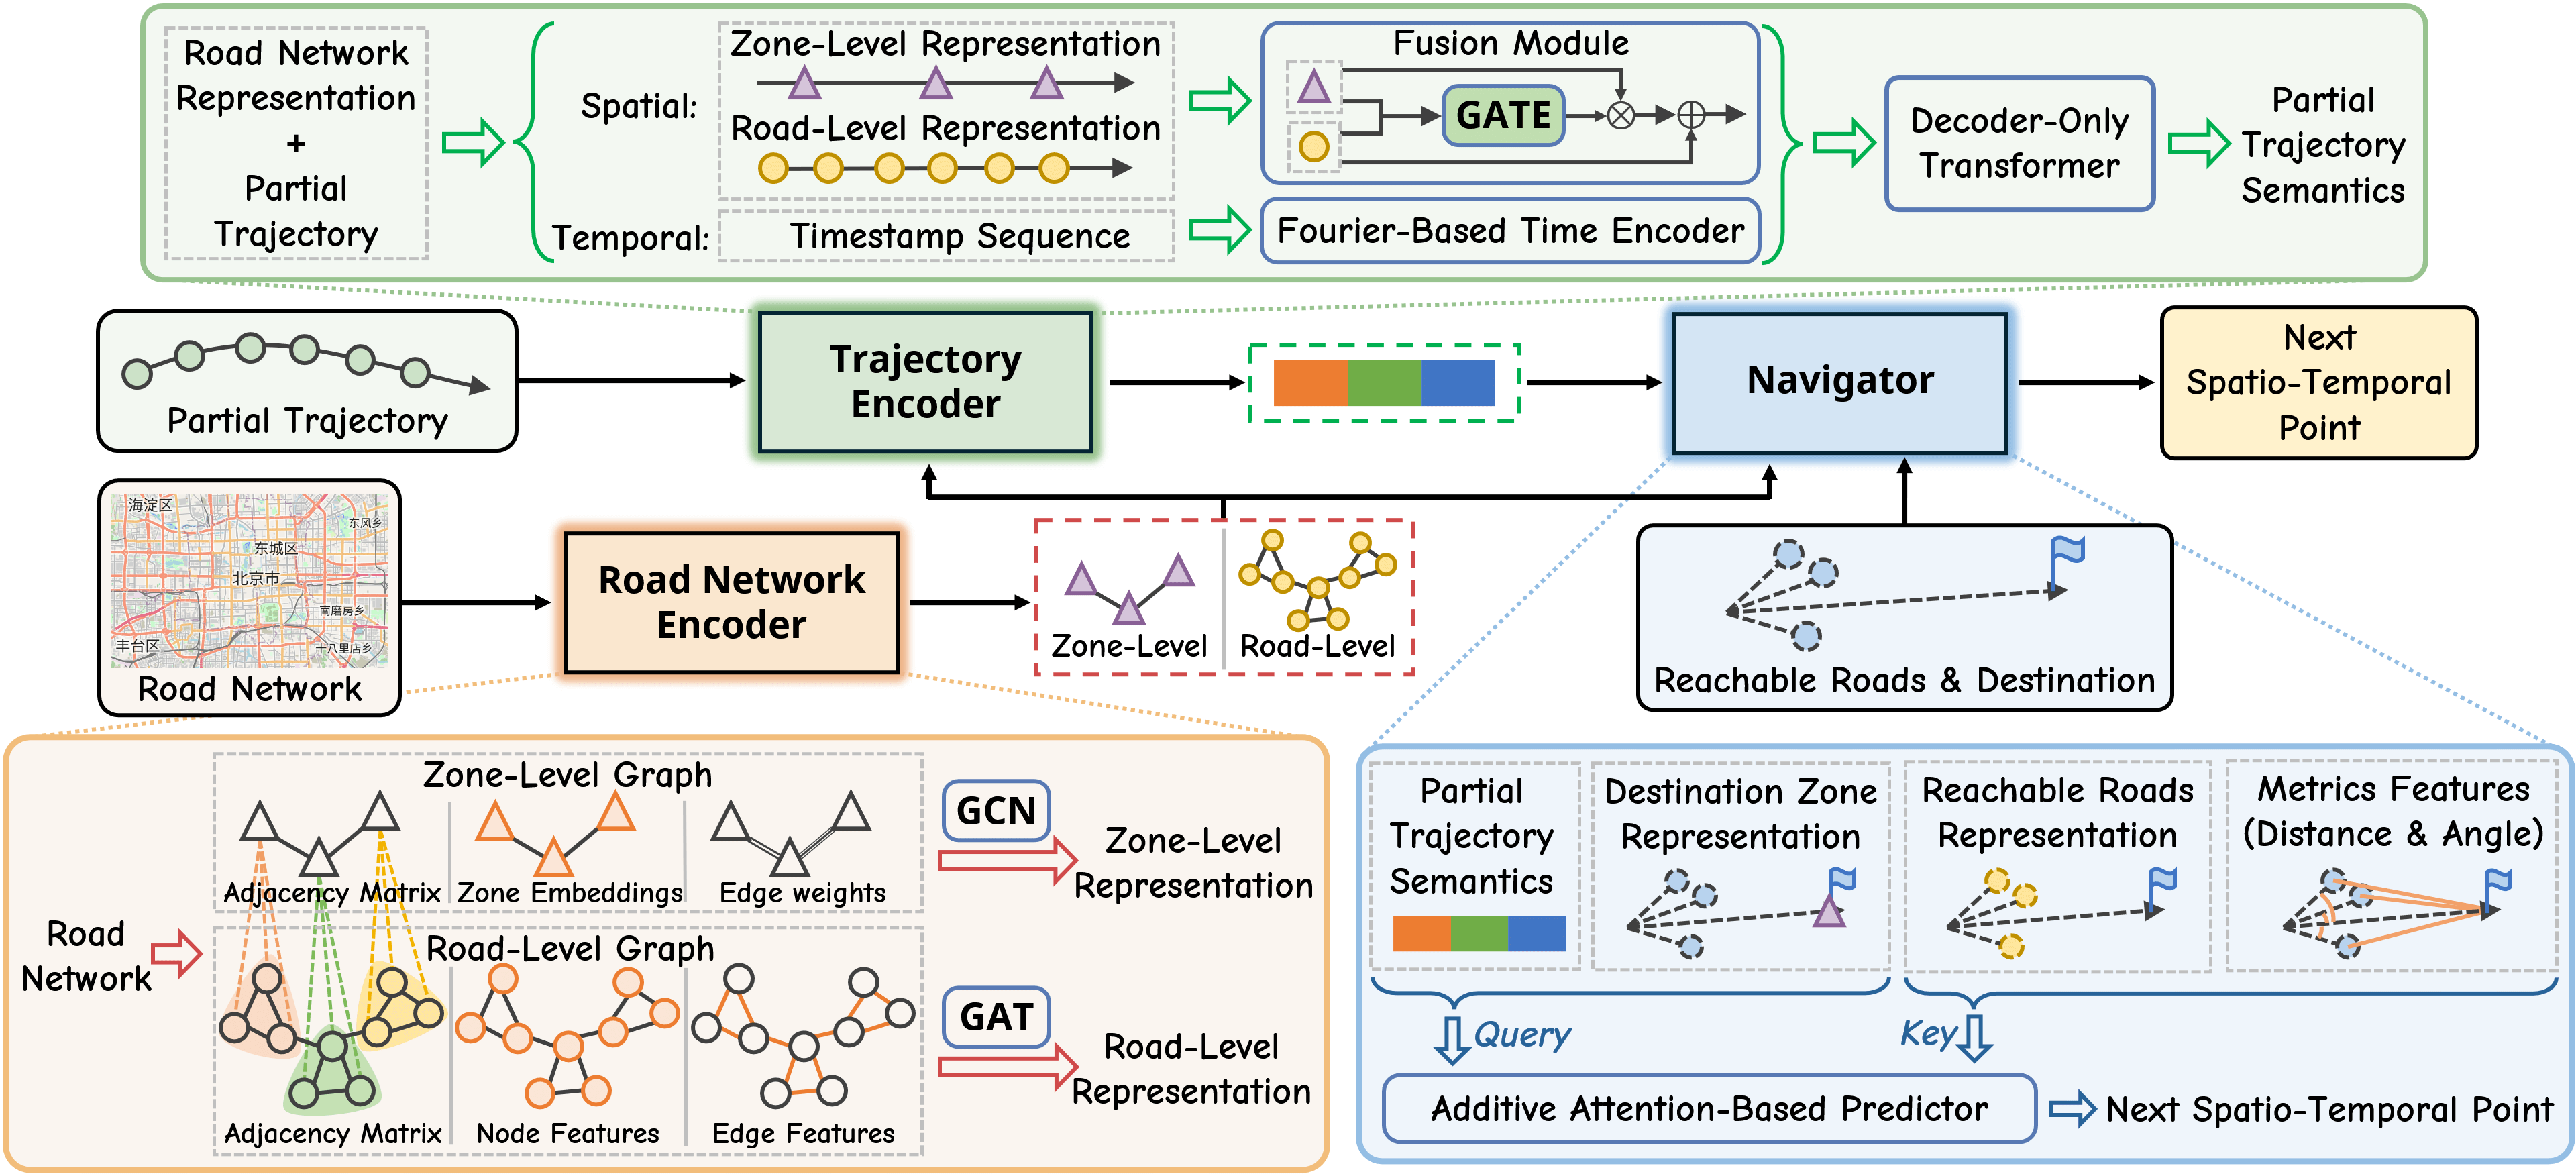 Road Network
Representation
+
Partial
Trajectory
Spatial:
Temporal:
Zone-Level Representation
Road-Level Representation
Timestamp Sequence
Fusion Module
GATE
Fourier-Based Time Encoder
Decoder-Only
Transformer
Partial
Trajectory
Semantics
Partial Trajectory
Trajectory
Encoder
Navigator
Next
Spatio-Temporal
Point
海淀区
东风乡
东城区
北京市
南磨房乡
丰台区
十八里店乡
Road Network
Road Network
Encoder
Zone-Level
Road-Level
Reachable Roads & Destination
Road
Network
Zone-Level Graph
Adjacency Matrix
Zone Embeddings
Edge weights
Road-Level Graph
Adjacency Matrix
Node Features
Edge Features
GCN
Zone-Level
Representation
GAT
Road-Level
Representation
Partial
Trajectory
Semantics
Destination Zone
Representation
Reachable Roads
Representation
Metrics Features
(Distance & Angle)
Query
Key
Additive Attention-Based Predictor
Next Spatio-Temporal Point